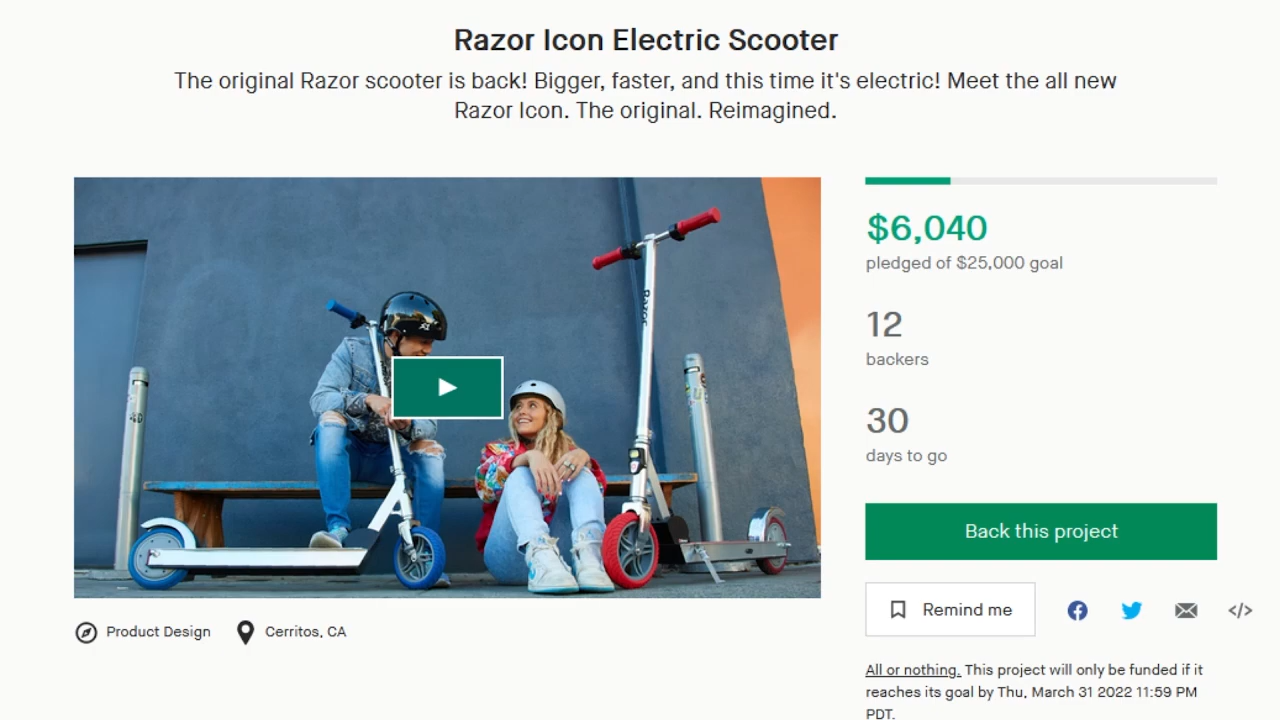 Razor Icon Electric Scooter
The original Razor scooter is back! Bigger, faster, and this time it's electric! Meet the all new
Razor Icon. The original. Reimagined.
$6,040
pledged of $25,000 goal
12
backers
30
days to go
Back this project
Remind me
All or nothing. This project will only be funded if it
reaches its goal by Thu, March 31 2022 11:59 PM
PDT.
Razor
Product Design
Cerritos, CA